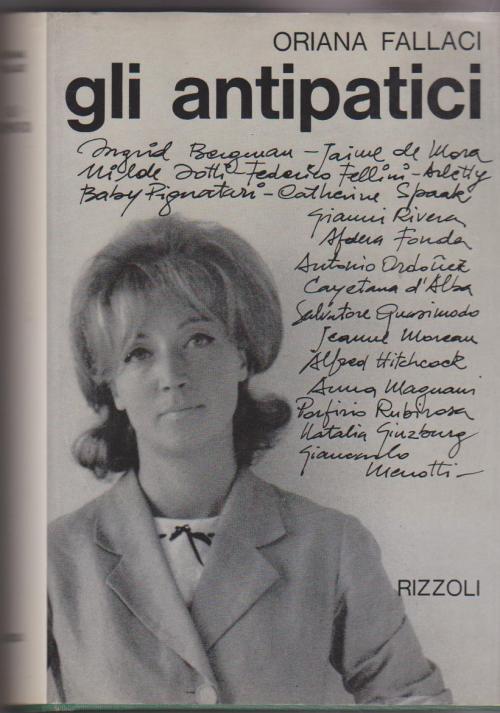 ORIANA FALLACI
gli antipatici
Ingrid Bergman - Jaime de Mora
Nilde Jotti - Federico Fellini - Arletty
Baby Pignatari - Catherine Spaak
Gianni Rivera
Afdera Fonda
Antonio Ordóñez
Cayetana d'Alba
Salvatore Quasimodo
Jeanne Moreau
Alfred Hitchcock
Anna Magnani
Porfirio Rubirosa
Natalia Ginzburg
Giancarlo
Menotti -
RIZZOLI